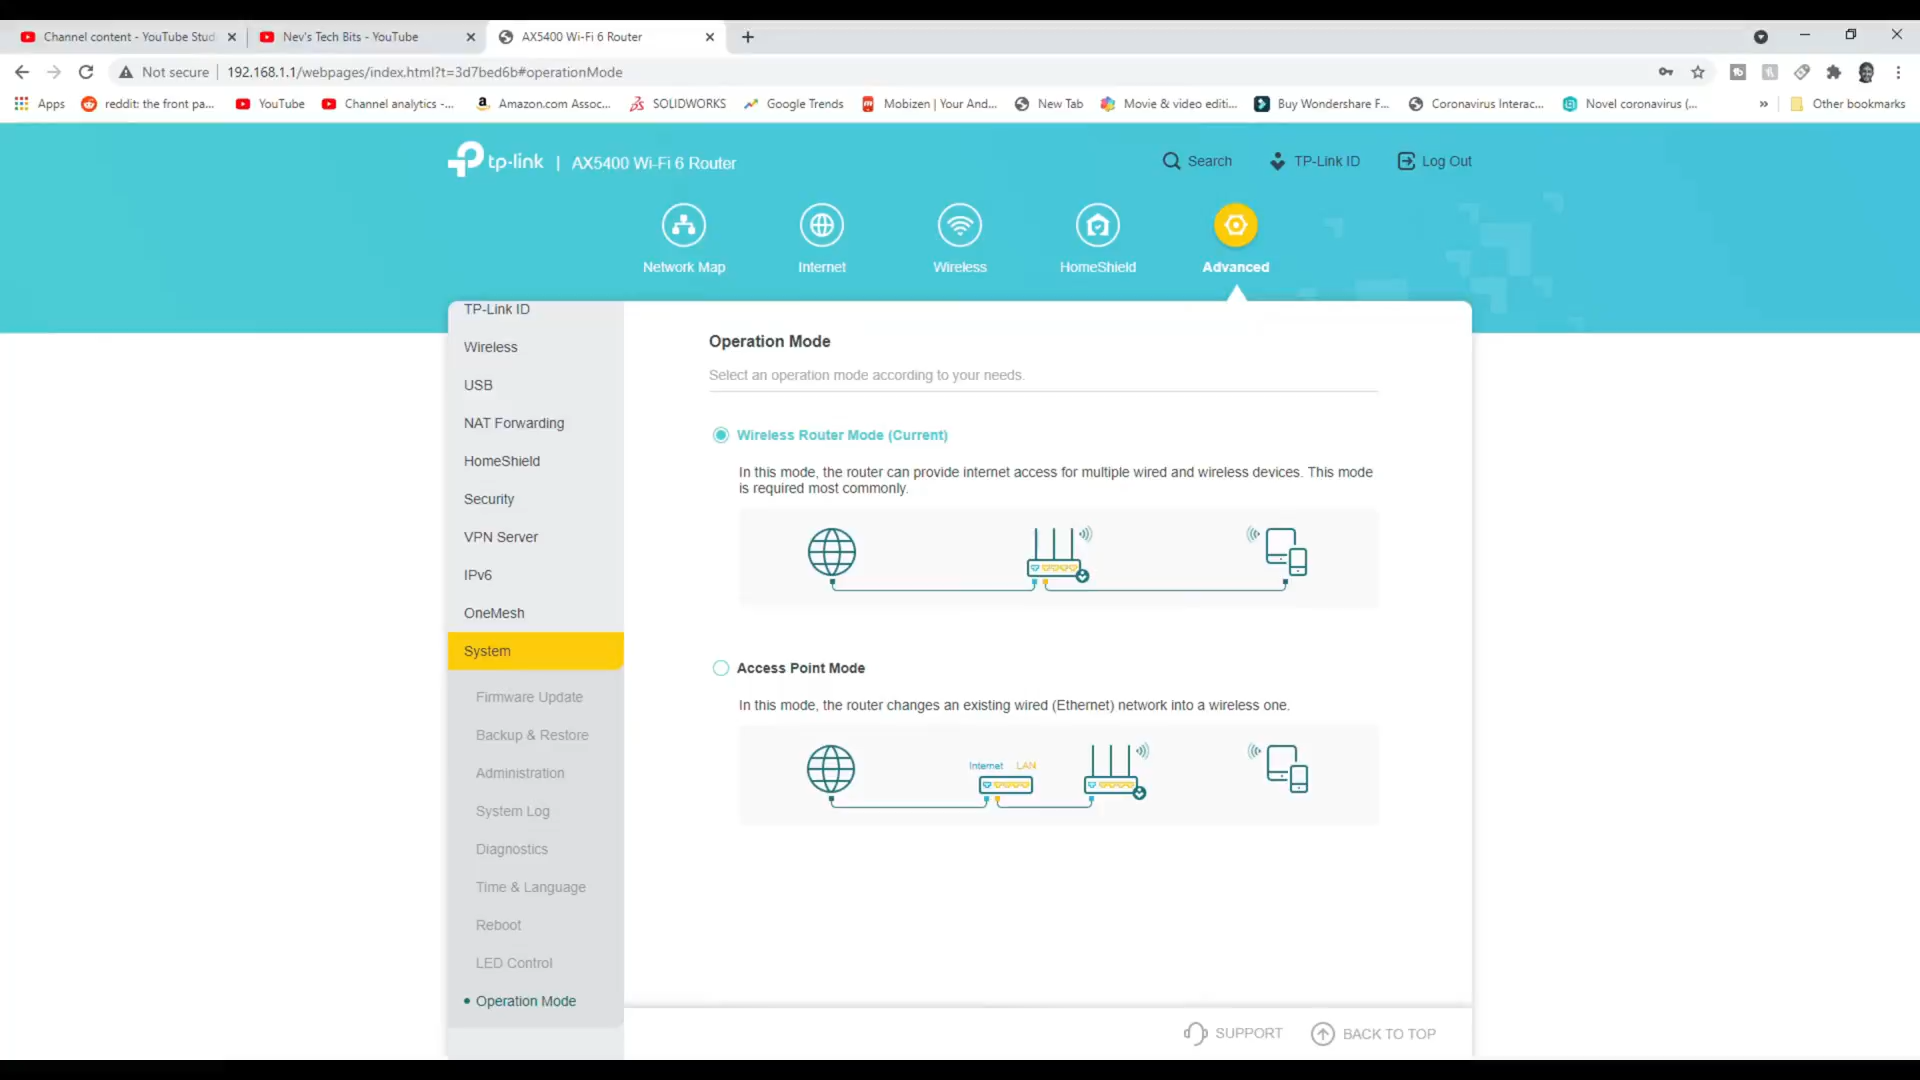 Channel content - YouTube Stud
Nev's Tech Bits - YouTube
AX5400 Wi-Fi 6 Router
Not secure
192.168.1.1/webpages/index.html?t=3d7bed6b#operationMode
Apps
reddit: the front pa...
YouTube
Channel analytics -...
Amazon.com Assoc...
SOLIDWORKS
Google Trends
Mobizen | Your And...
New Tab
Movie & video editi...
Buy Wondershare F...
Coronavirus Interac...
Novel coronavirus (...
»
Other bookmarks
tp-link | AX5400 Wi-Fi 6 Router
Search
TP-Link ID
Log Out
Network Map
Internet
Wireless
HomeShield
Advanced
TP-Link ID
Wireless
USB
NAT Forwarding
HomeShield
Security
VPN Server
IPv6
OneMesh
System
Firmware Update
Backup & Restore
Administration
System Log
Diagnostics
Time & Language
Reboot
LED Control
Operation Mode
Operation Mode
Select an operation mode according to your needs.
Wireless Router Mode (Current)
In this mode, the router can provide internet access for multiple wired and wireless devices. This mode
is required most commonly.
Access Point Mode
In this mode, the router changes an existing wired (Ethernet) network into a wireless one.
Internet LAN
SUPPORT
BACK TO TOP